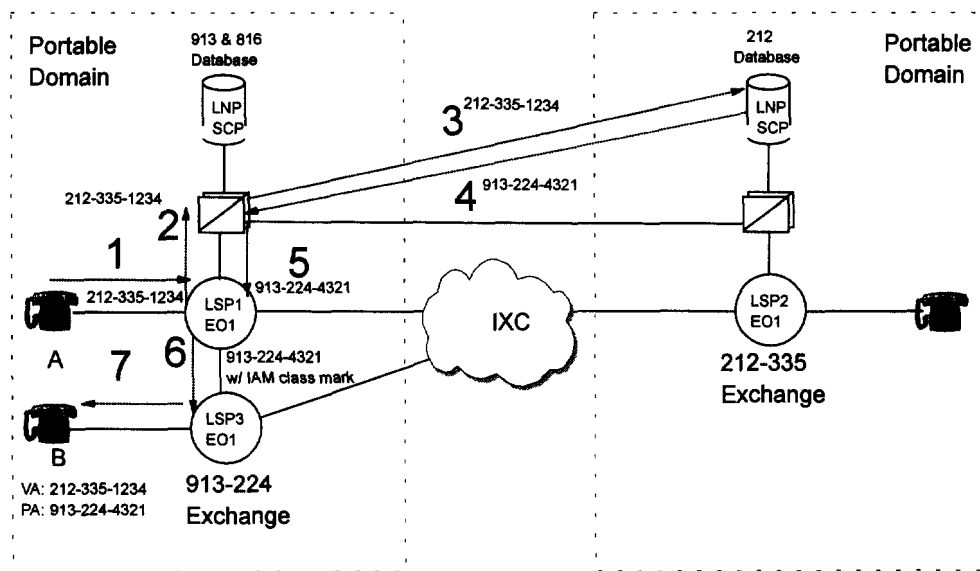 Portable
Domain
913 & 816
Database
LNP
SCP
212
Database
LNP
SCP
Portable
Domain
3
212-335-1234
4
913-224-4321
212-335-1234
2
1
5
212-335-1234
913-224-4321
LSP1
EO1
IXC
LSP2
EO1
A
6
913-224-4321
w/ IAM class mark
212-335
Exchange
7
LSP3
EO1
B
VA: 212-335-1234
PA: 913-224-4321
913-224
Exchange